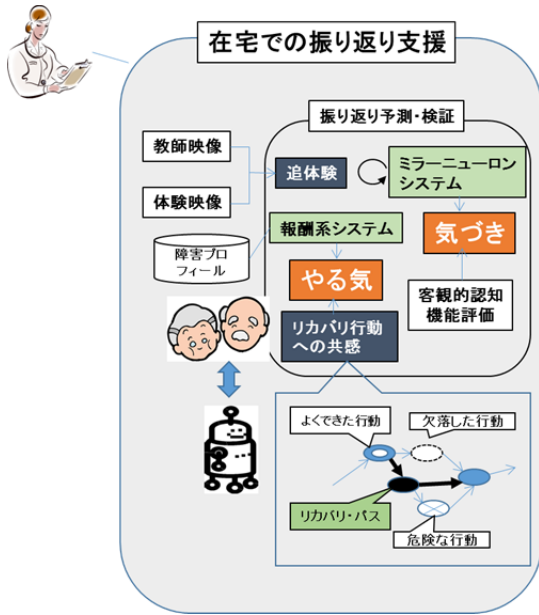 在宅での振り返り支援
振り返り予測・検証
教師映像
体験映像
追体験
ミラーニューロン
システム
報酬系システム
気づき
障害プロ
フィール
やる気
客観的認知
機能評価
リカバリ行動
への共感
よくできた行動
欠落した行動
リカバリ・パス
危険な行動